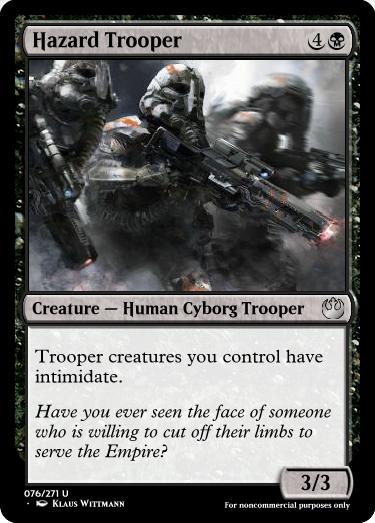 Hazard Trooper 4
Creature — Human Cyborg Trooper
Trooper creatures you control have
intimidate.
Have you ever seen the face of someone
who is willing to cut off their limbs to
serve the Empire?
3/3
076/271 U
· Klaus Wittmann
For noncommercial purposes only